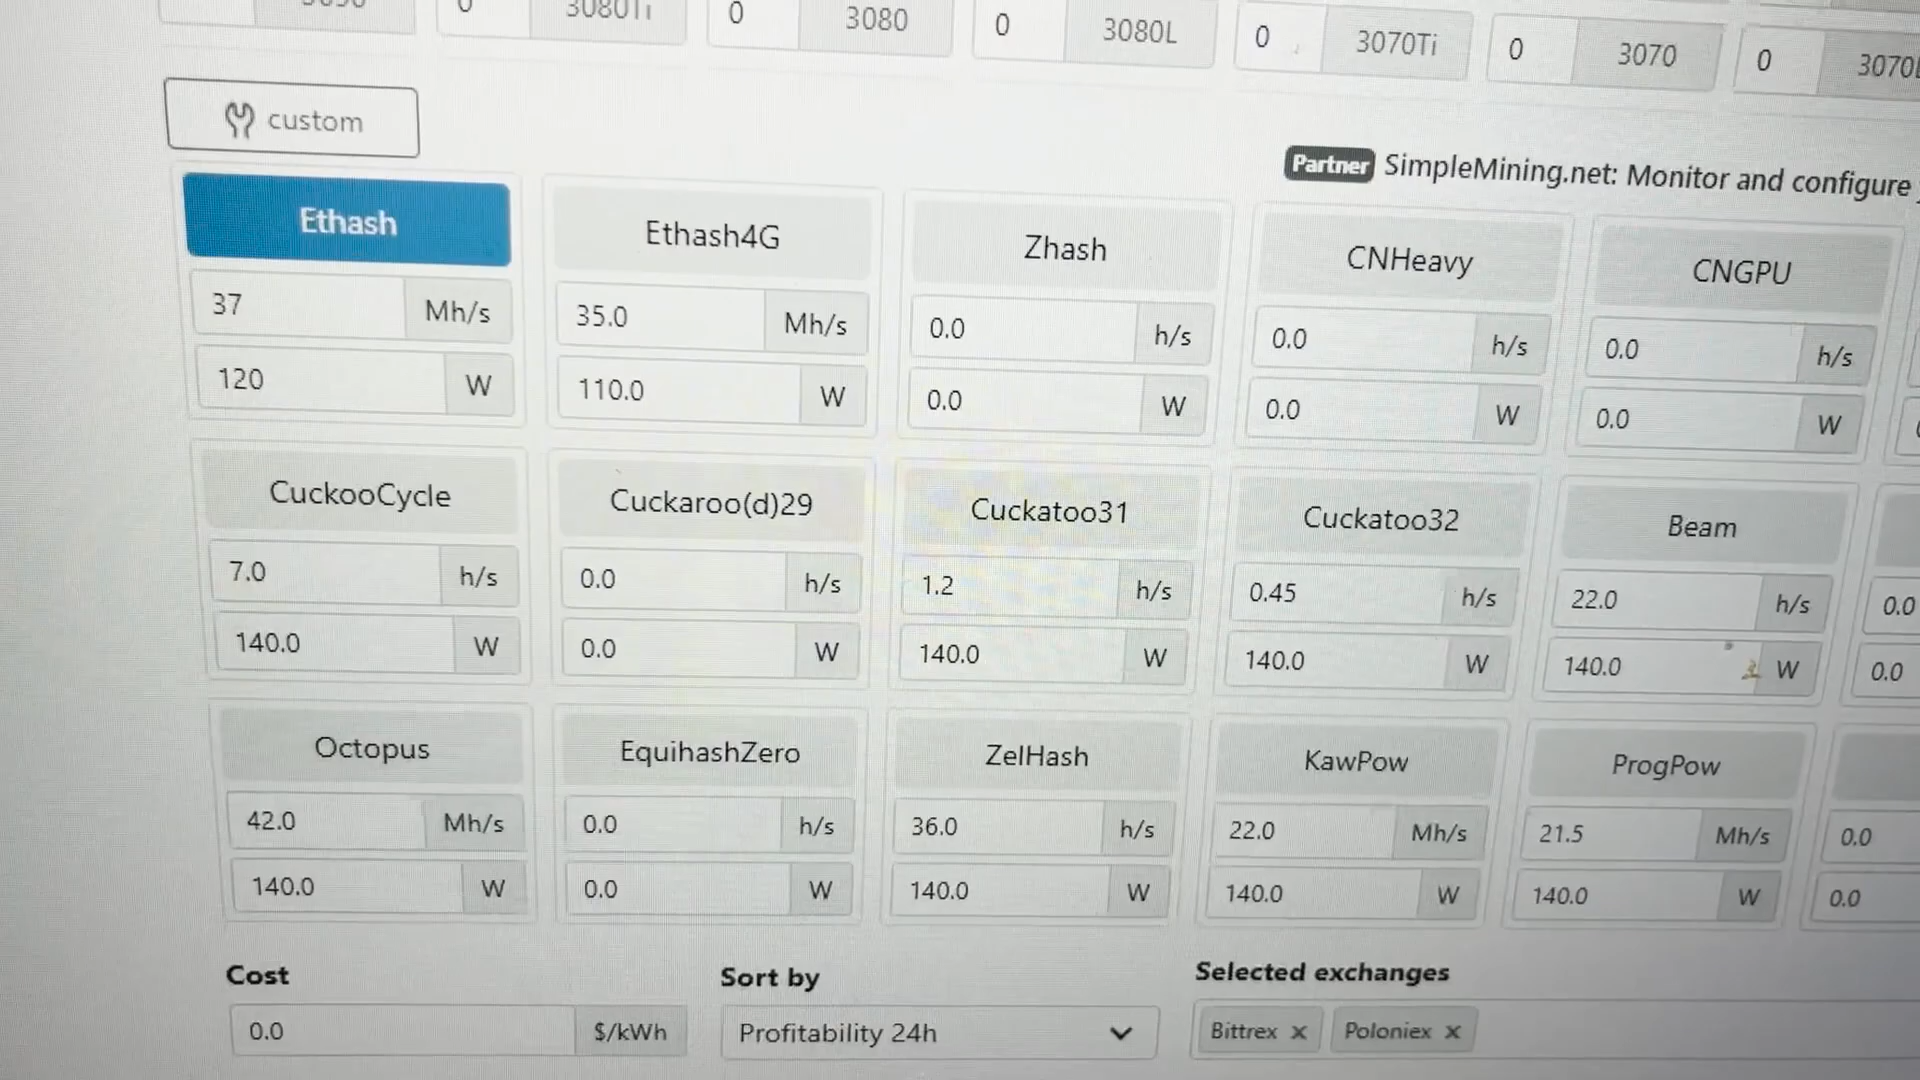 0 3080Ti 0 3080 0 3080L 0 3070Ti 0 3070 0
custom
Partner SimpleMining.net: Monitor and configure
Ethash Ethash4G Zhash CNHeavy CNGPU
37 Mh/s 35.0 Mh/s 0.0 h/s 0.0 h/s 0.0 h/s
120 W 110.0 W 0.0 W 0.0 W 0.0 W
CuckooCycle Cuckaroo(d)29 Cuckatoo31 Cuckatoo32 Beam
7.0 h/s 0.0 h/s 1.2 h/s 0.45 h/s 22.0 h/s 0.0
140.0 W 0.0 W 140.0 W 140.0 W 140.0 W 0.0
Octopus EquihashZero ZelHash KawPow ProgPow
42.0 Mh/s 0.0 h/s 36.0 h/s 22.0 Mh/s 21.5 Mh/s 0.0
140.0 W 0.0 W 140.0 W 140.0 W 140.0 W 0.0
Cost Sort by Selected exchanges
0.0 $/kWh Profitability 24h Bittrex × Poloniex ×